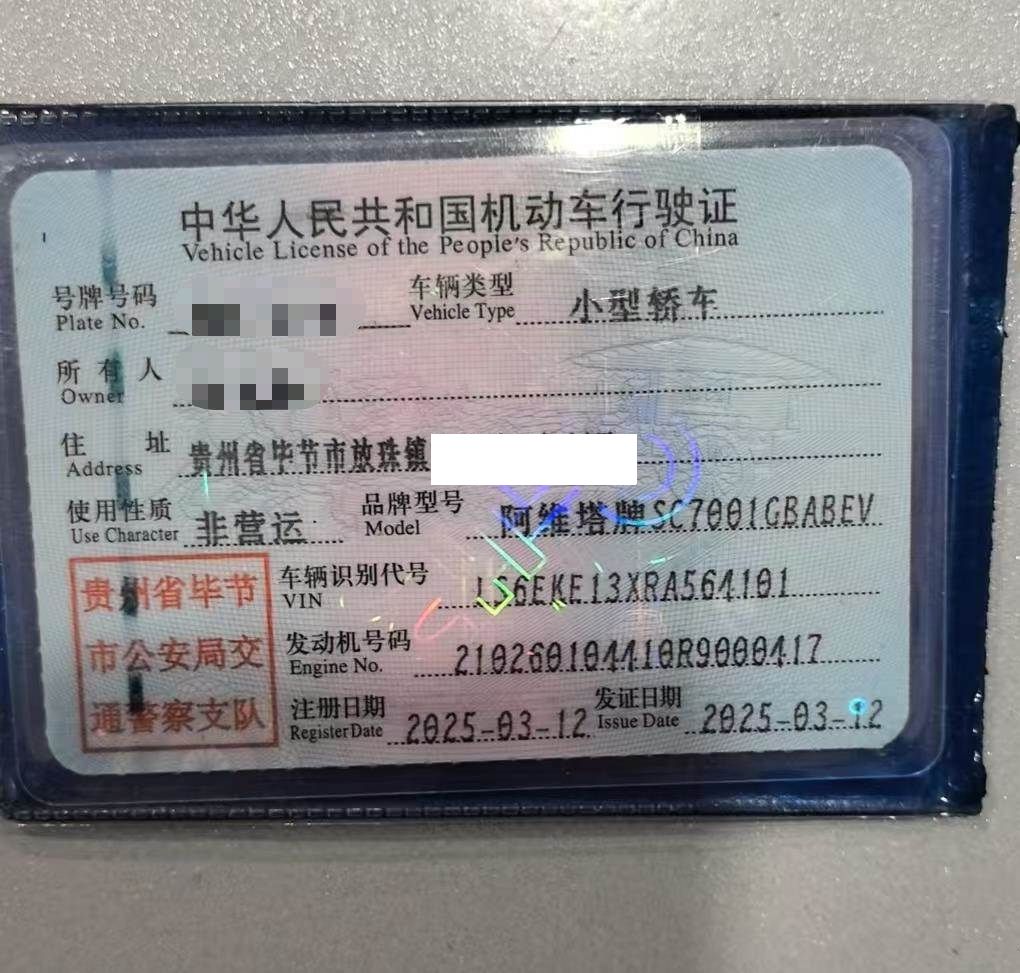 中华人民共和国机动车行驶证
Vehicle License of the People's Republic of China
号牌号码 Plate No.
车辆类型 Vehicle Type 小型轿车
所有人 Owner
住址 Address 贵州省毕节市放珠镇
使用性质 Use Character 非营运
品牌型号 Model 阿维塔牌SC7001GBABEV
车辆识别代号 VIN LS6EKE13XRA564101
发动机号码 Engine No. 210260104410R9000417
注册日期 Register Date 2025-03-12
发证日期 Issue Date 2025-03-12
贵州省毕节
市公安局交
通警察支队